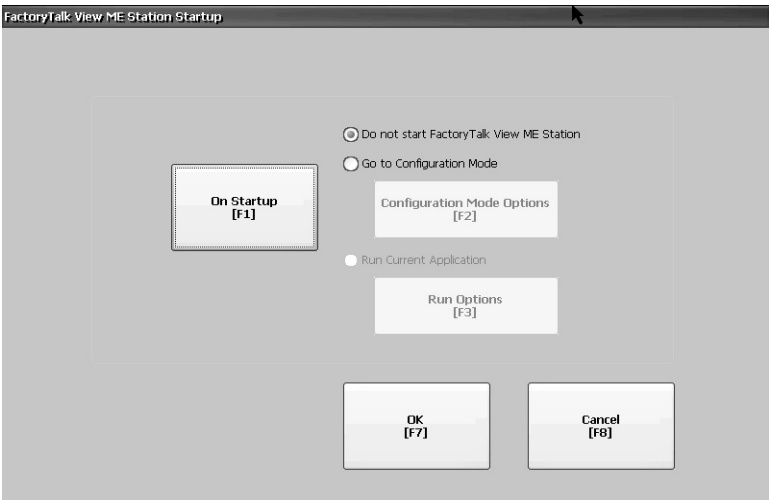 FactoryTalk View ME Station Startup
Do not start FactoryTalk View ME Station
Go to Configuration Mode
On Startup
[F1]
Configuration Mode Options
[F2]
Run Current Application
Run Options
[F3]
OK
[F7]
Cancel
[F8]